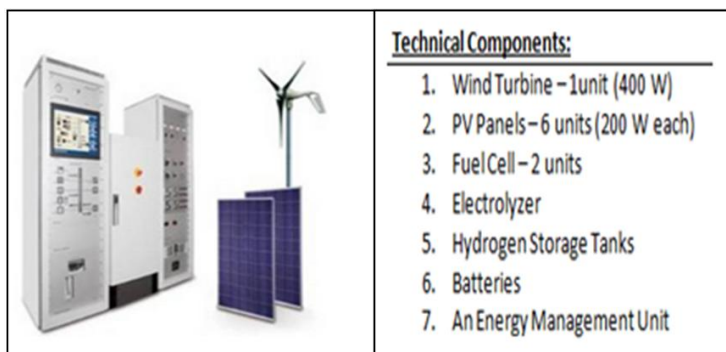 Technical Components:
1. Wind Turbine – 1unit (400 W)
2. PV Panels – 6 units (200 W each)
3. Fuel Cell – 2 units
4. Electrolyzer
5. Hydrogen Storage Tanks
6. Batteries
7. An Energy Management Unit